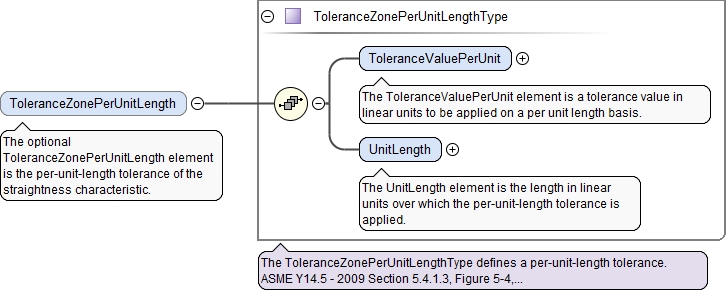 ToleranceZonePerUnitLengthType
ToleranceValuePerUnit
The ToleranceValuePerUnit element is a tolerance value in
linear units to be applied on a per unit length basis.
ToleranceZonePerUnitLength
The optional
ToleranceZonePerUnitLength element
is the per-unit-length tolerance of the
straightness characteristic.
UnitLength
The UnitLength element is the length in linear
units over which the per-unit-length tolerance is
applied.
The ToleranceZonePerUnitLengthType defines a per-unit-length tolerance.
ASME Y14.5 - 2009 Section 5.4.1.3, Figure 5-4,...